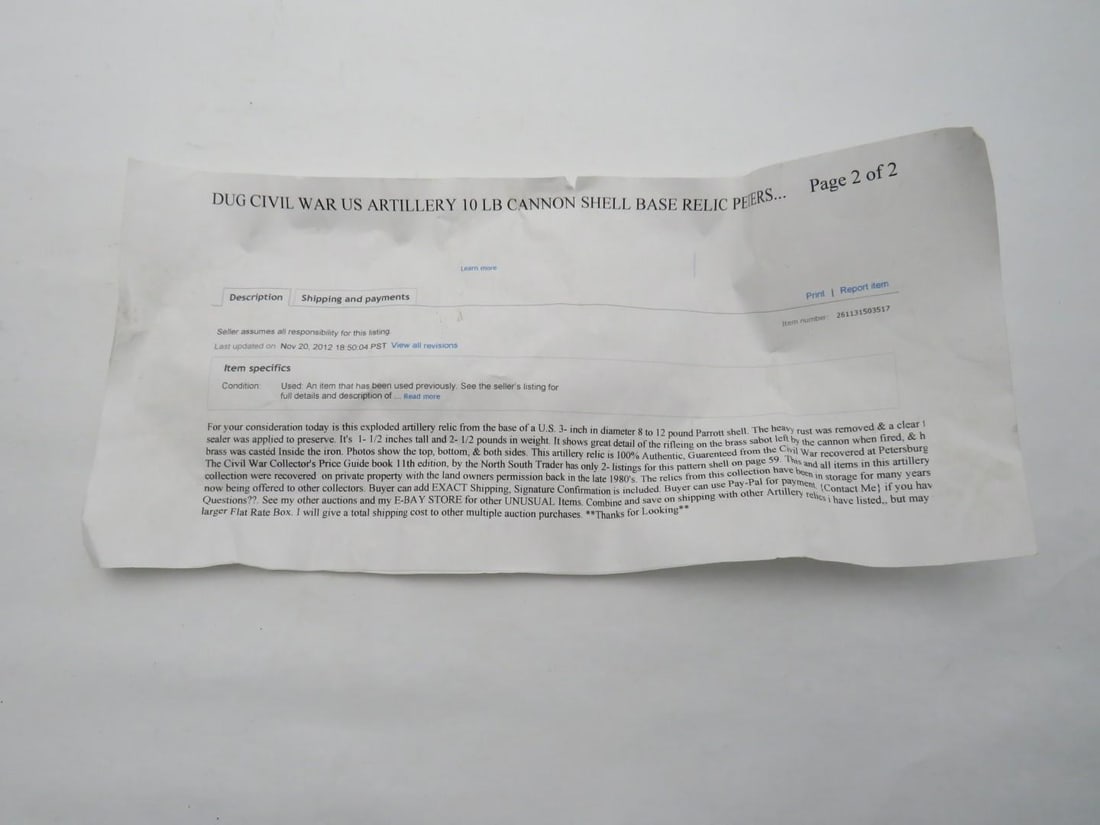 DUG CIVIL WAR US ARTILLERY 10 LB CANNON SHELL BASE RELIC PETERS... Page 2 of 2
Learn more
Description Shipping and payments
Print | Report item
Item number: 261131503517
Seller assumes all responsibility for this listing
Last updated on Nov 20, 2012 18:50:04 PST View all revisions
Item specifics
Condition: Used: An item that has been used previously. See the seller's listing for
full details and description of ... Read more
For your consideration today is this exploded artillery relic from the base of a U.S. 3- inch in diameter 8 to 12 pound Parrott shell. The heavy rust was removed & a clear
sealer was applied to preserve. It's 1- 1/2 inches tall and 2- 1/2 pounds in weight. It shows great detail of the rifleing on the brass sabot left by the cannon when fired, & h
brass was casted Inside the iron. Photos show the top, bottom, & both sides. This artillery relic is 100% Authentic, Guarenteed from the Civil War recovered at Petersburg
The Civil War Collector's Price Guide book 11th edition, by the North South Trader has only 2- listings for this pattern shell on page 59. This and all items in this artillery
collection were recovered on private property with the land owners permission back in the late 1980's. The relics from this collection have been in storage for many years
now being offered to other collectors. Buyer can add EXACT Shipping, Signature Confirmation is included. Buyer can use Pay-Pal for payment. {Contact Me} if you hav
Questions??. See my other auctions and my E-BAY STORE for other UNUSUAL Items. Combine and save on shipping with other Artillery relics i have listed,, but may
larger Flat Rate Box. I will give a total shipping cost to other multiple auction purchases. **Thanks for Looking**